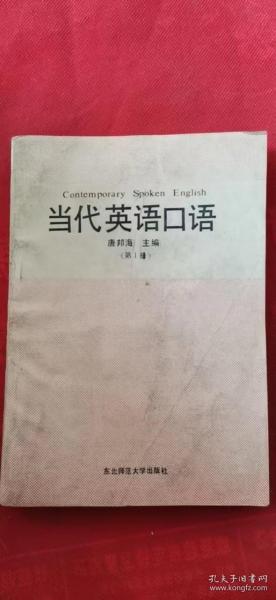 Contemporary Spoken English
当代英语口语
唐邦海 主编
(第1册)
东北师范大学出版社
孔夫子旧书网
www.kongfz.com